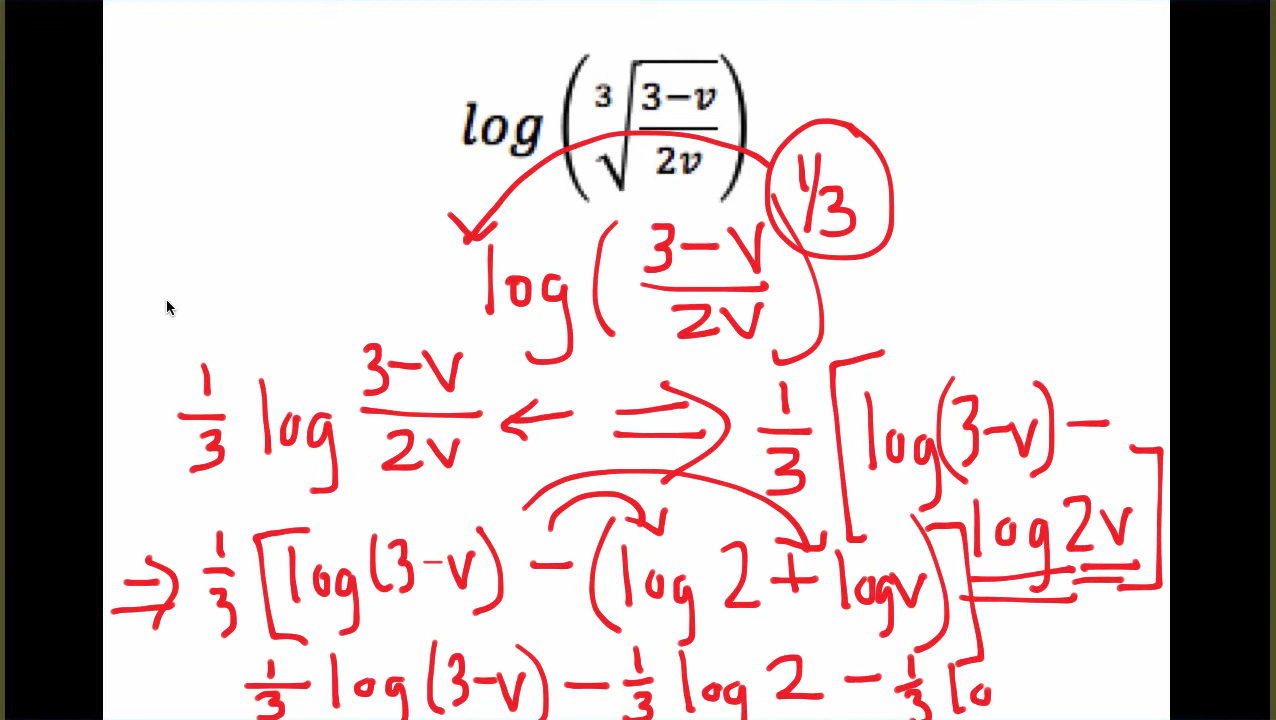 log (∛((3−v)/(2v)))
log ((3−v)/(2v))^(1/3)
1/3 log (3−v)/(2v) ← ⇒ 1/3 [log(3−v) −
log 2v]
⇒ 1/3 [log(3−v) − (log 2 + log v)]
1/3 log(3−v) − 1/3 log 2 − 1/3 lo